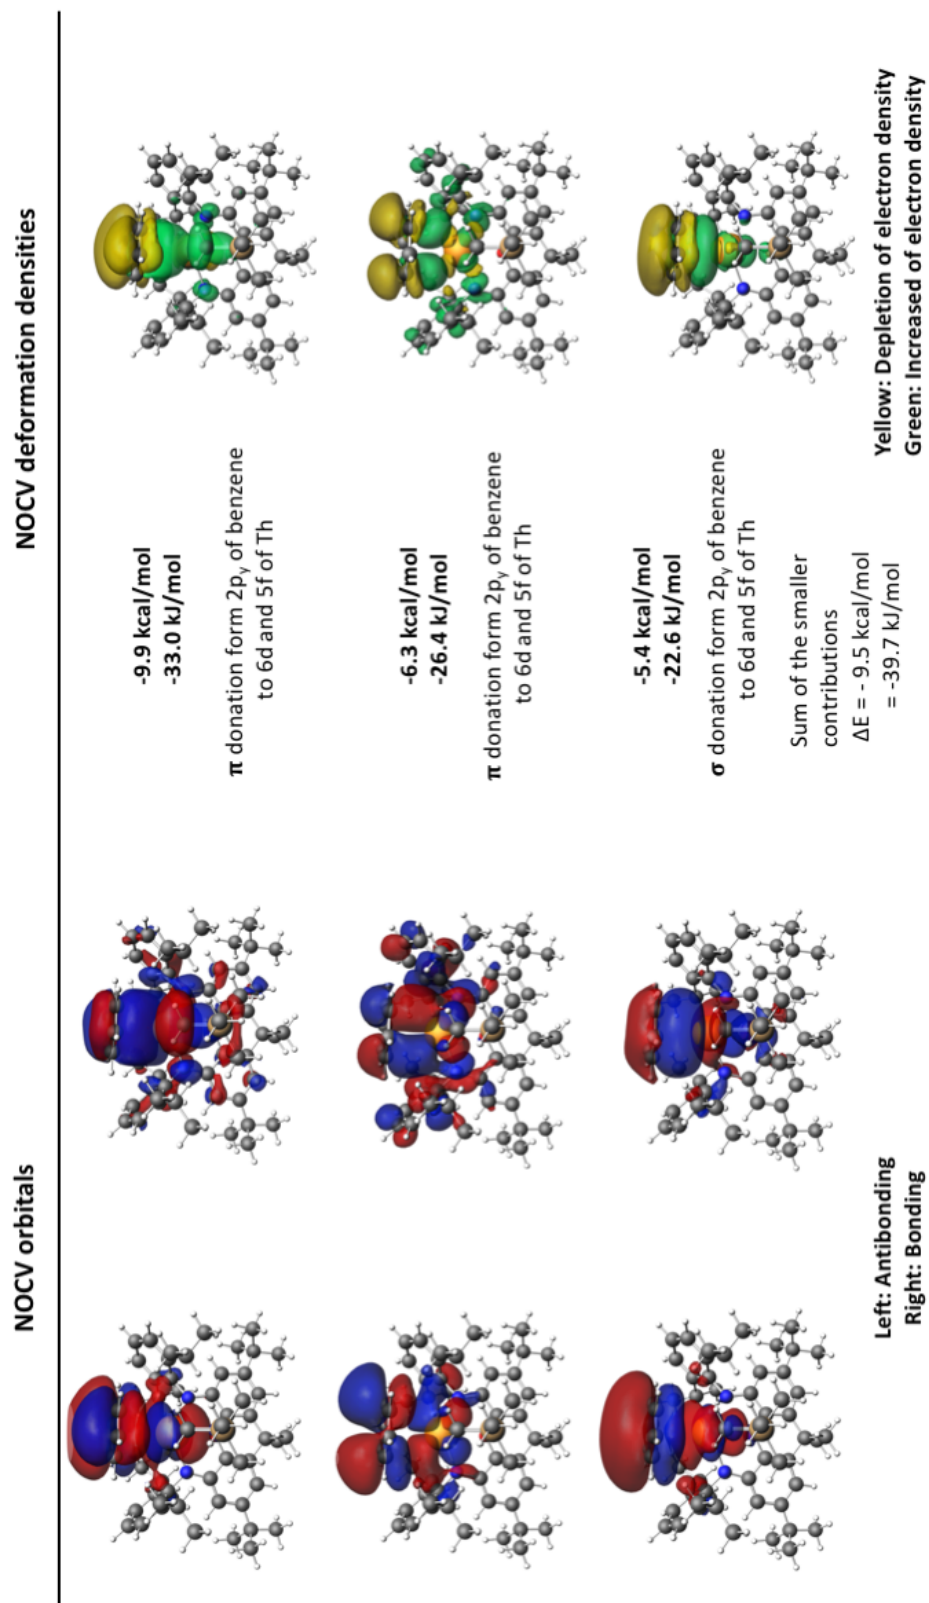 NOCV orbitals
NOCV deformation densities
-9.9 kcal/mol
-33.0 kJ/mol
π donation form 2py of benzene
to 6d and 5f of Th
-6.3 kcal/mol
-26.4 kJ/mol
π donation form 2py of benzene
to 6d and 5f of Th
-5.4 kcal/mol
-22.6 kJ/mol
σ donation form 2py of benzene
to 6d and 5f of Th
Sum of the smaller
contributions
ΔE = - 9.5 kcal/mol
= -39.7 kJ/mol
Left: Antibonding
Right: Bonding
Yellow: Depletion of electron density
Green: Increased of electron density